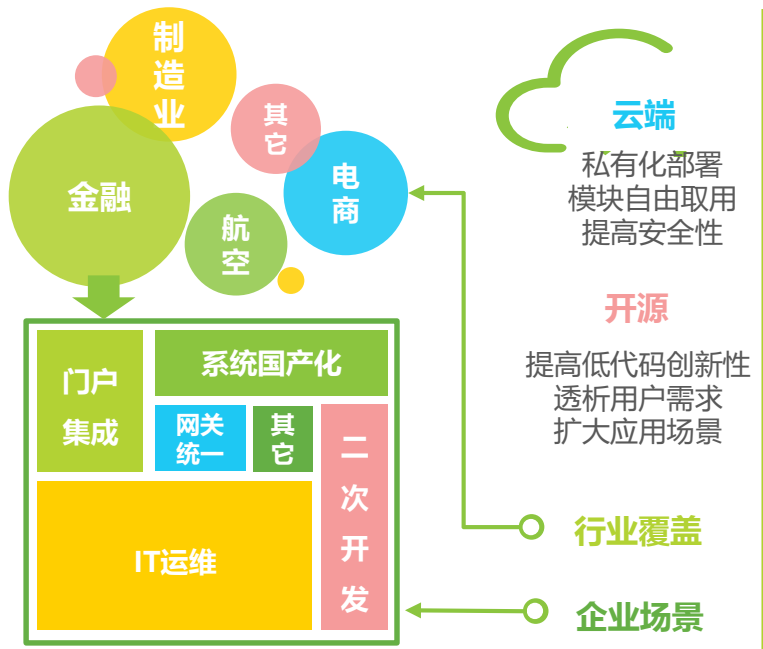 制
造
业
其
它
金融
电
商
航
空
门户
集成
系统国产化
网关
统一
其
它
二
次
开
发
IT运维
云端
私有化部署
模块自由取用
提高安全性
开源
提高低代码创新性
透析用户需求
扩大应用场景
行业覆盖
企业场景